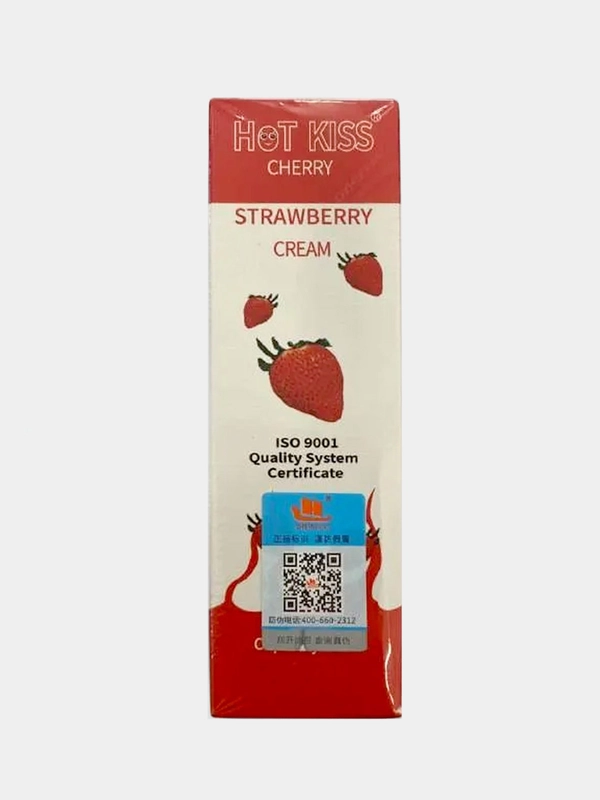 HOT KISS®
CHERRY
STRAWBERRY
CREAM
ISO 9001
Quality System
Certificate
正品标识 谨防假冒
防伪电话:400-660-2312